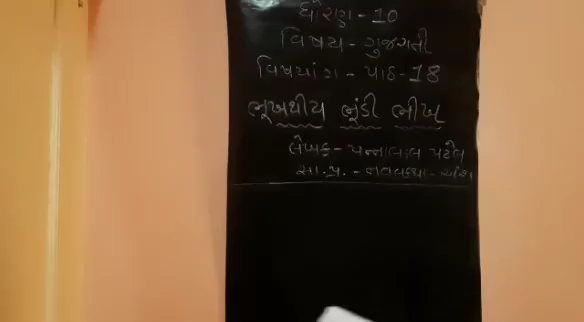 ધોરણ - 10
વિષય - ગુજરાતી
વિષયાંગ - પાઠ - 18
ભૂખથીય ભૂંડી ભીખ
લેખક - પન્નાલાલ પટેલ
સા.પ્ર. - નવલકથા - અંશ